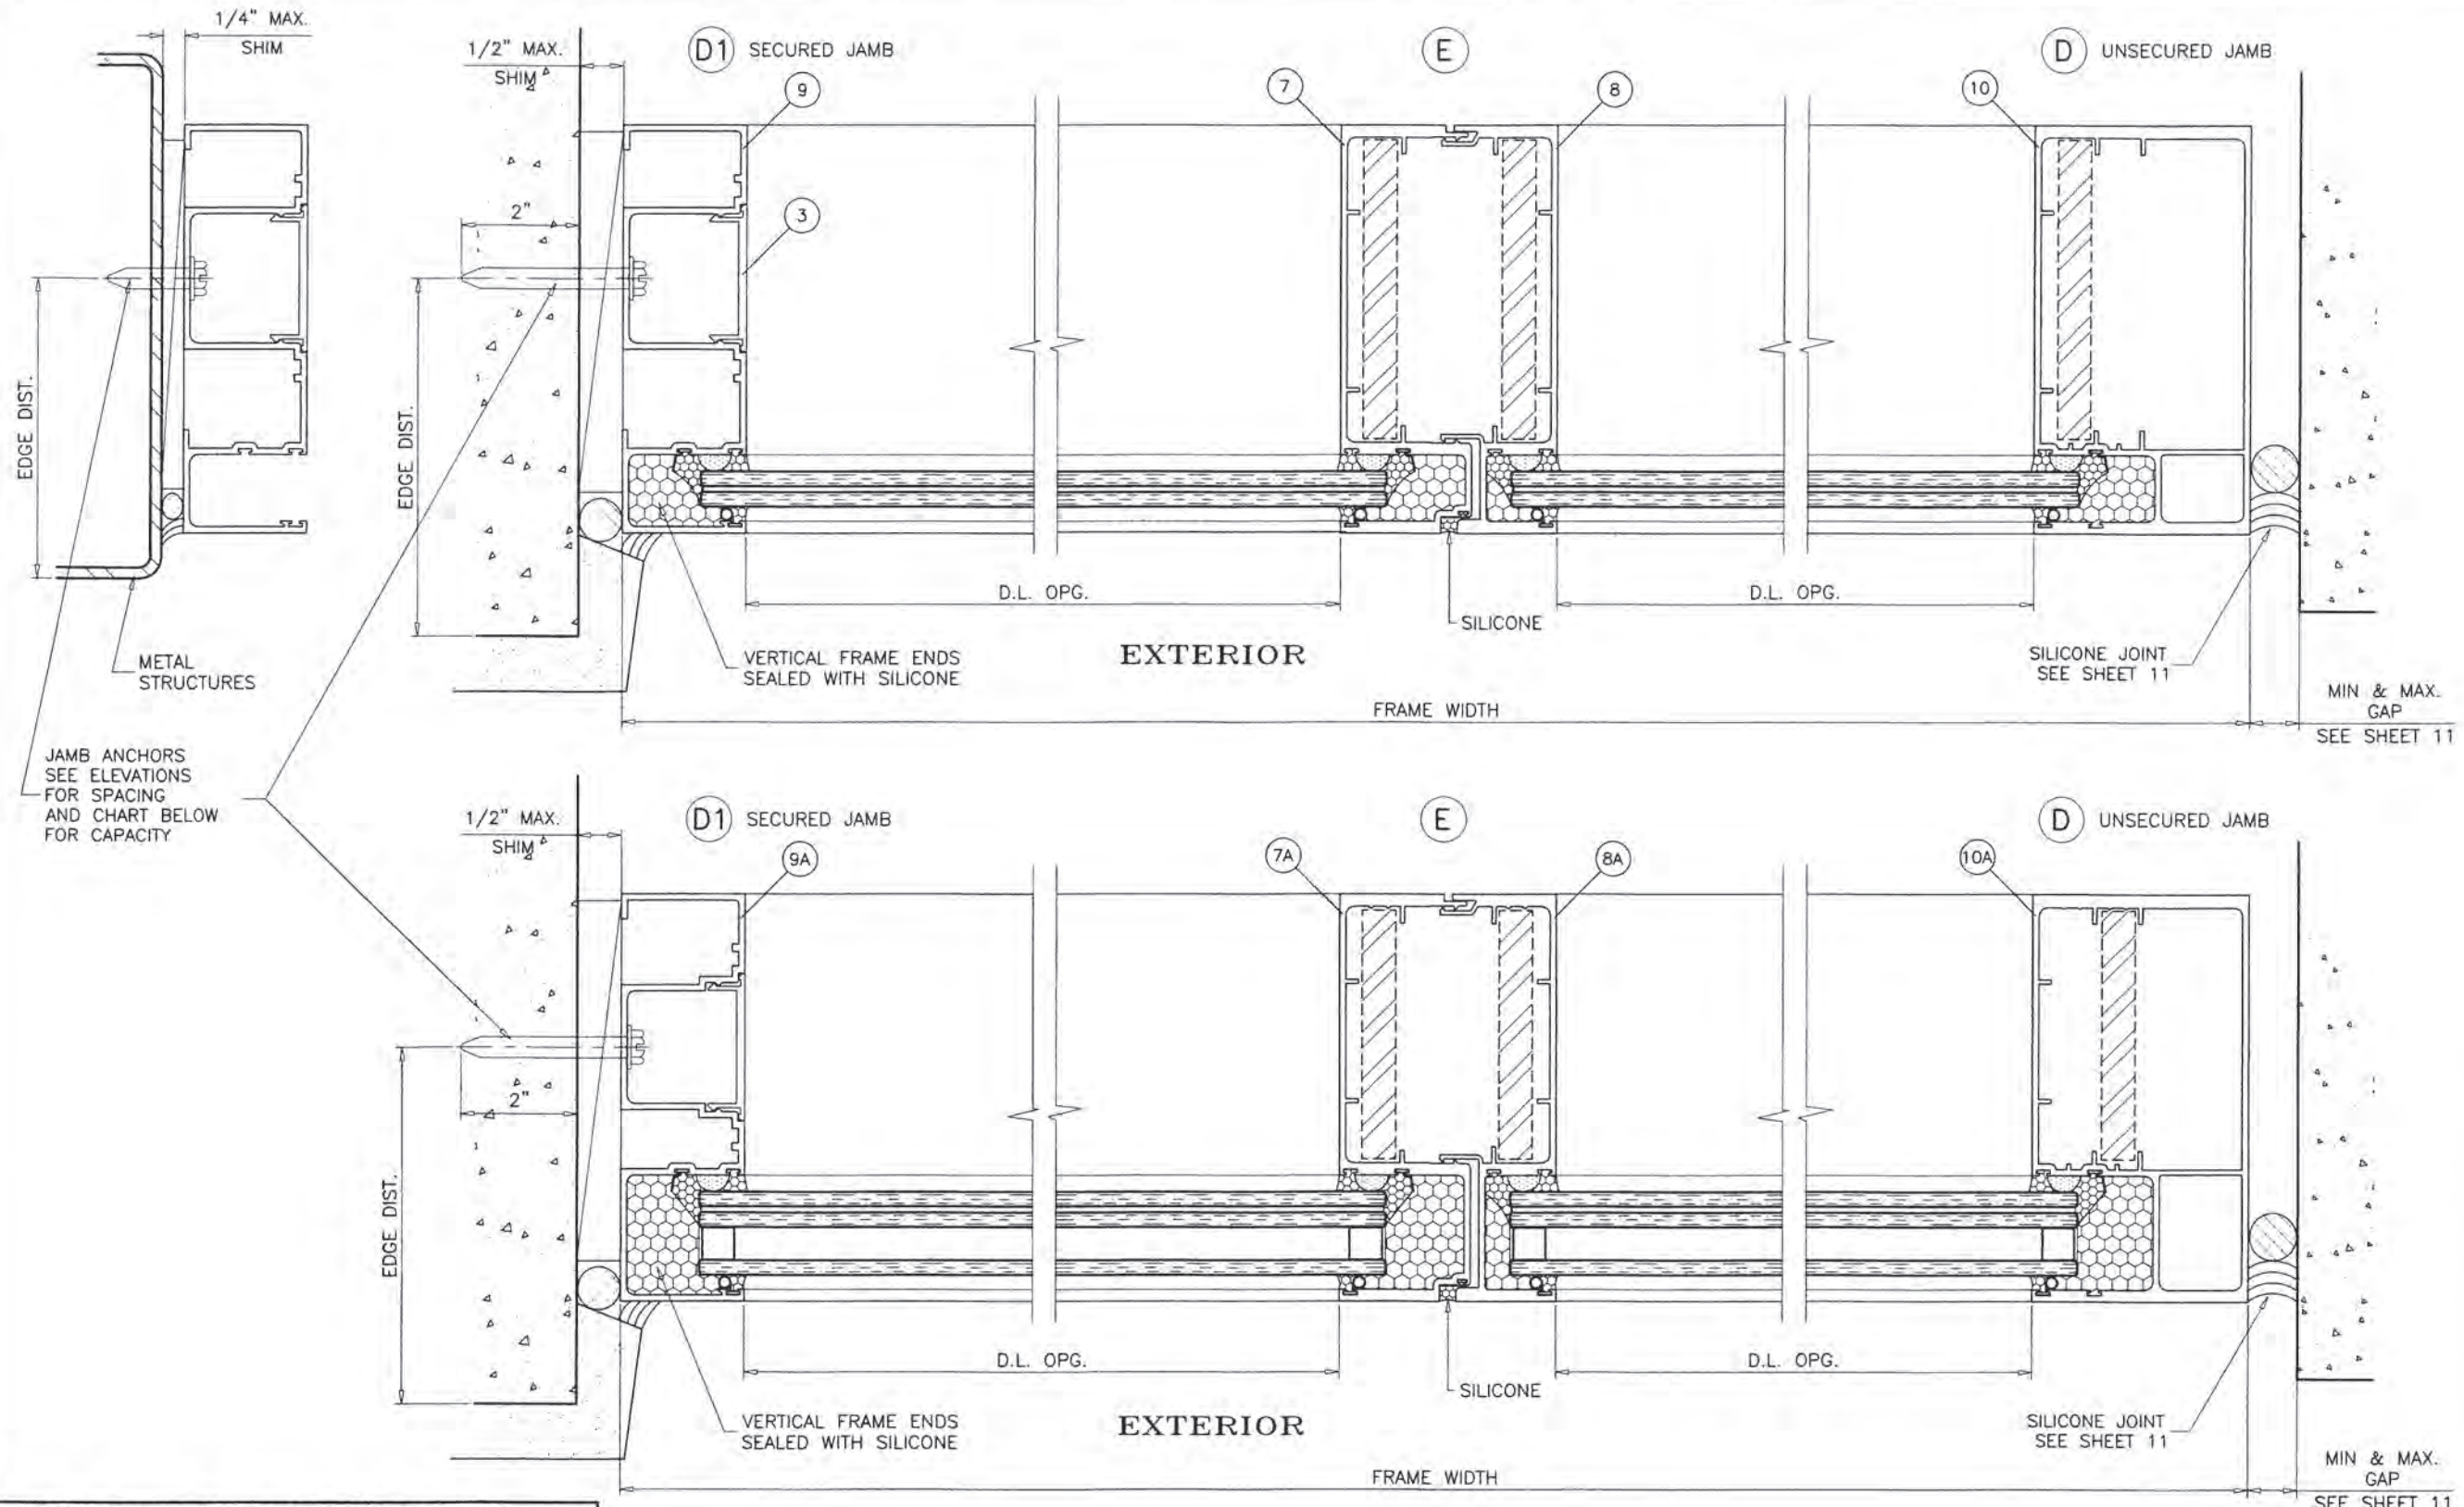 1/4" MAX.
SHIM
EDGE DIST.
METAL
STRUCTURES
JAMB ANCHORS
SEE ELEVATIONS
FOR SPACING
AND CHART BELOW
FOR CAPACITY
1/2" MAX.
SHIM
D1 SECURED JAMB
E
D UNSECURED JAMB
9
7
8
10
3
2"
EDGE DIST.
D.L. OPG.
D.L. OPG.
SILICONE
VERTICAL FRAME ENDS
SEALED WITH SILICONE
EXTERIOR
SILICONE JOINT
SEE SHEET 11
FRAME WIDTH
MIN & MAX.
GAP
SEE SHEET 11
1/2" MAX.
SHIM
D1 SECURED JAMB
E
D UNSECURED JAMB
9A
7A
8A
10A
2"
EDGE DIST.
D.L. OPG.
D.L. OPG.
SILICONE
VERTICAL FRAME ENDS
SEALED WITH SILICONE
EXTERIOR
SILICONE JOINT
SEE SHEET 11
FRAME WIDTH
MIN & MAX.
GAP
SEE SHEET 11